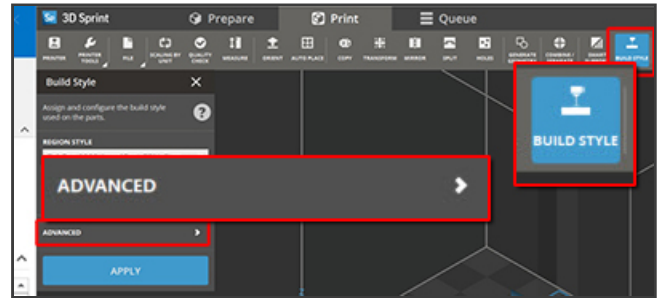 3D Sprint Prepare Print Queue
PRINTER PRINTER TOOLS FILE SCALING BY UNIT QUALITY CHECK MEASURE ORIENT AUTO PLACE COPY TRANSFORM MIRROR SPLIT HOLES GENERATE GEOMETRY COMBINE / SEPARATE SMART BUILD STYLE
Build Style
Assign and configure the build style
used on the parts.
REGION STYLE
BUILD STYLE
ADVANCED
ADVANCED
APPLY
Z